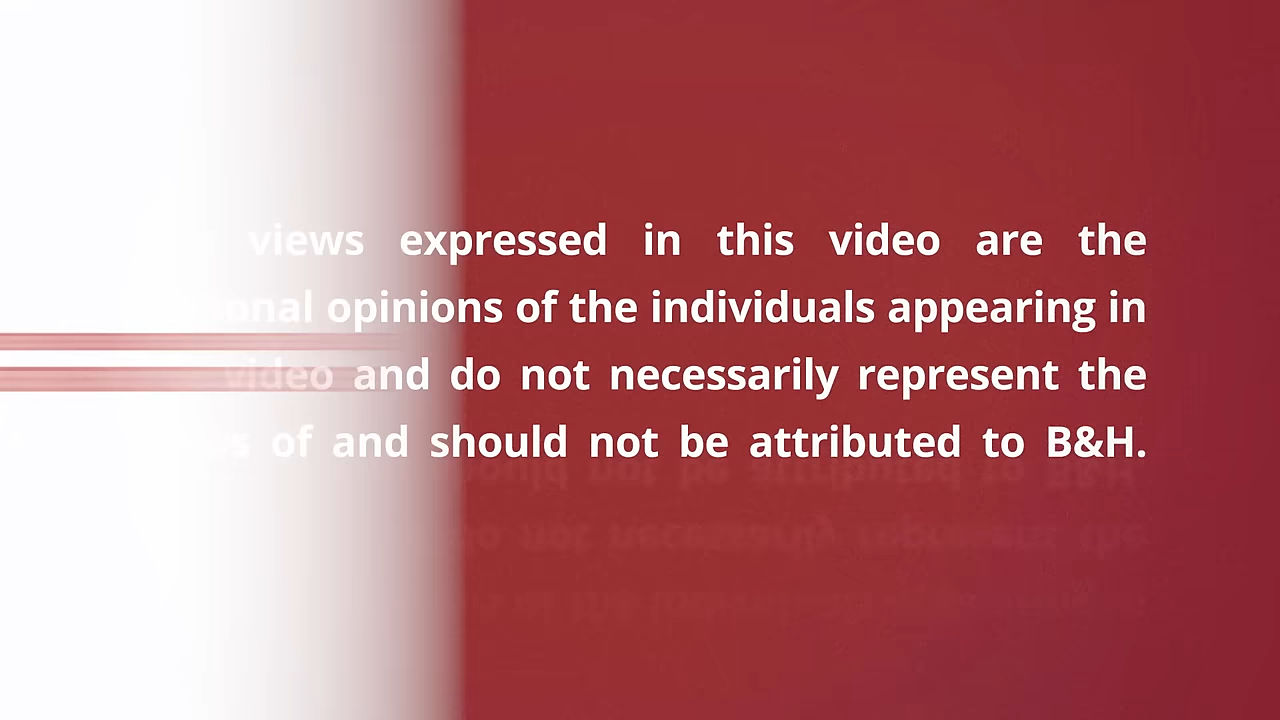 views expressed in this video are the
opinions of the individuals appearing in
video and do not necessarily represent the
of and should not be attributed to B&H.